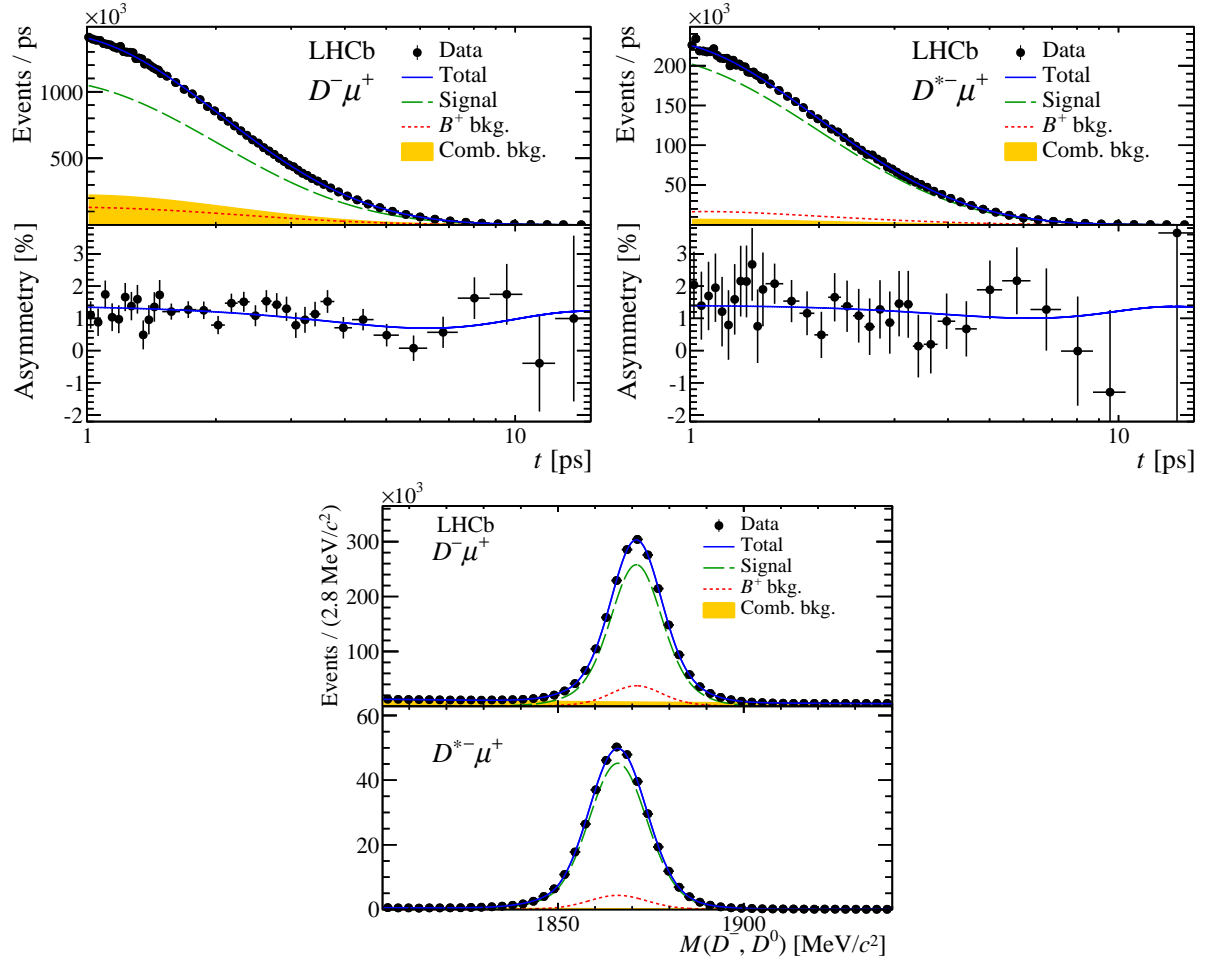 ×10³
Events / ps
1000
500
LHCb
D⁻μ⁺
Data
Total
Signal
B⁺ bkg.
Comb. bkg.
Asymmetry [%]
3
2
1
0
-1
-2
1
10
t [ps]
×10³
Events / ps
200
150
100
50
LHCb
D*⁻μ⁺
Data
Total
Signal
B⁺ bkg.
Comb. bkg.
Asymmetry [%]
3
2
1
0
-1
-2
1
10
t [ps]
×10³
Events / (2.8 MeV/c²)
300
200
100
LHCb
D⁻μ⁺
Data
Total
Signal
B⁺ bkg.
Comb. bkg.
60
40
20
0
D*⁻μ⁺
1850
1900
M(D⁻, D⁰) [MeV/c²]